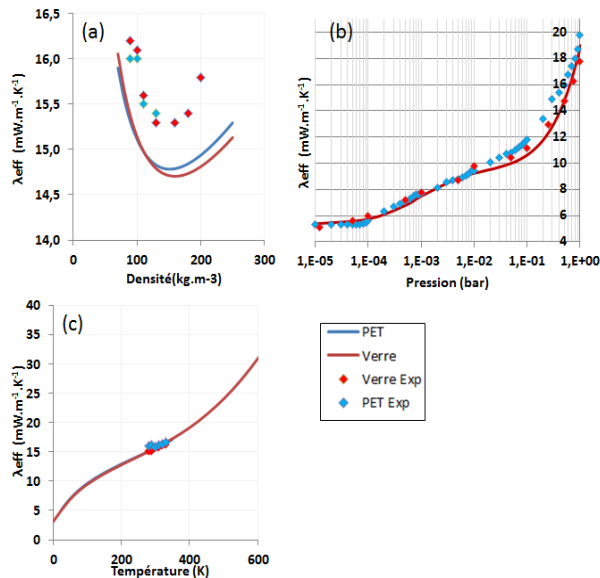 (a)
16,5
16,0
15,5
15,0
14,5
14,0
λeff (mW.m-1.K-1)
0 100 200 300
Densité(kg.m-3)
(b)
20
18
16
14
12
10
8
6
4
λeff (mW.m-1.K-1)
1,E-05 1,E-04 1,E-03 1,E-02 1,E-01 1,E+00
Pression (bar)
(c)
40
35
30
25
20
15
10
5
0
λeff (mW.m-1.K-1)
0 200 400 600
Température (K)
PET
Verre
Verre Exp
PET Exp